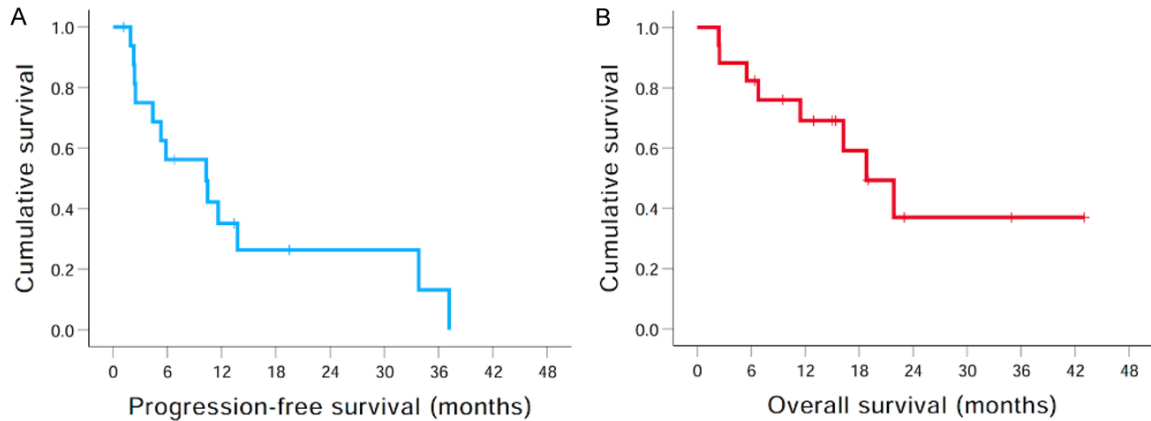 A
Cumulative survival
1.0
0.8
0.6
0.4
0.2
0.0
0 6 12 18 24 30 36 42 48
Progression-free survival (months)
B
Cumulative survival
1.0
0.8
0.6
0.4
0.2
0.0
0 6 12 18 24 30 36 42 48
Overall survival (months)